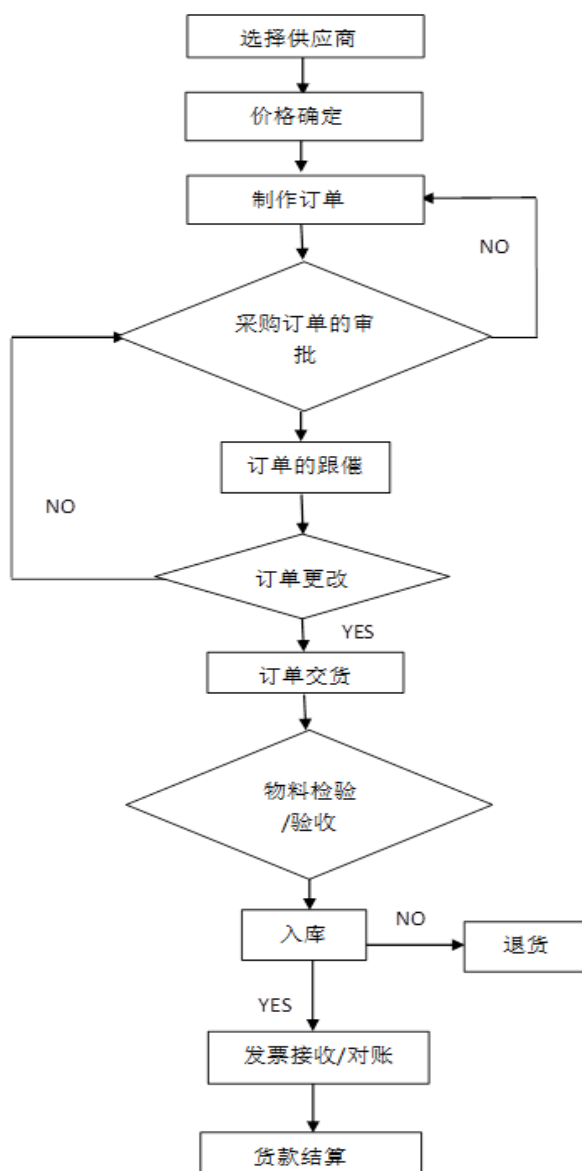 选择供应商
价格确定
制作订单
NO
采购订单的审
批
订单的跟催
NO
订单更改
YES
订单交货
物料检验
/验收
入库
NO
退货
YES
发票接收/对账
货款结算